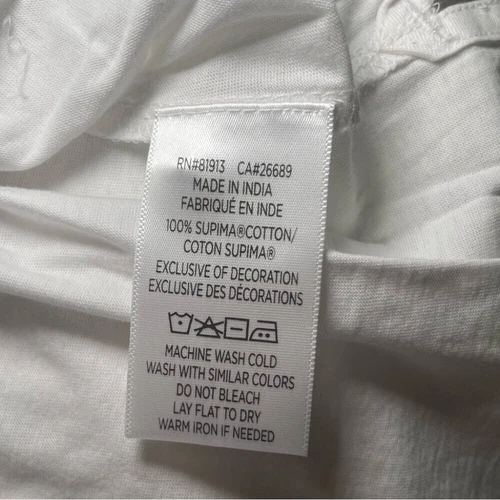 RN#81913 CA#26689
MADE IN INDIA
FABRIQUÉ EN INDE
100% SUPIMA®COTTON/
COTON SUPIMA®
EXCLUSIVE OF DECORATION
EXCLUSIVE DES DÉCORATIONS
MACHINE WASH COLD
WASH WITH SIMILAR COLORS
DO NOT BLEACH
LAY FLAT TO DRY
WARM IRON IF NEEDED